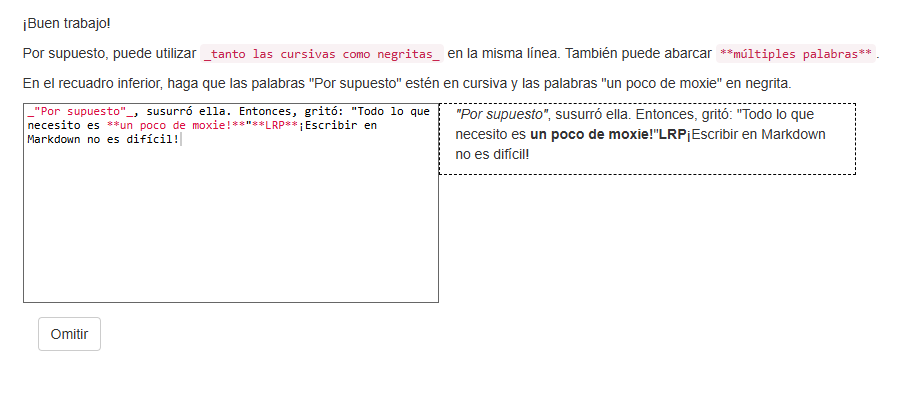 ¡Buen trabajo!
Por supuesto, puede utilizar _tanto las cursivas como negritas_ en la misma línea. También puede abarcar **múltiples palabras**.
En el recuadro inferior, haga que las palabras "Por supuesto" estén en cursiva y las palabras "un poco de moxie" en negrita.
_"Por supuesto"_, susurró ella. Entonces, gritó: "Todo lo que
necesito es **un poco de moxie!**"**LRP**¡Escribir en
Markdown no es difícil!
"Por supuesto", susurró ella. Entonces, gritó: "Todo lo que
necesito es un poco de moxie!"LRP¡Escribir en Markdown
no es difícil!
Omitir